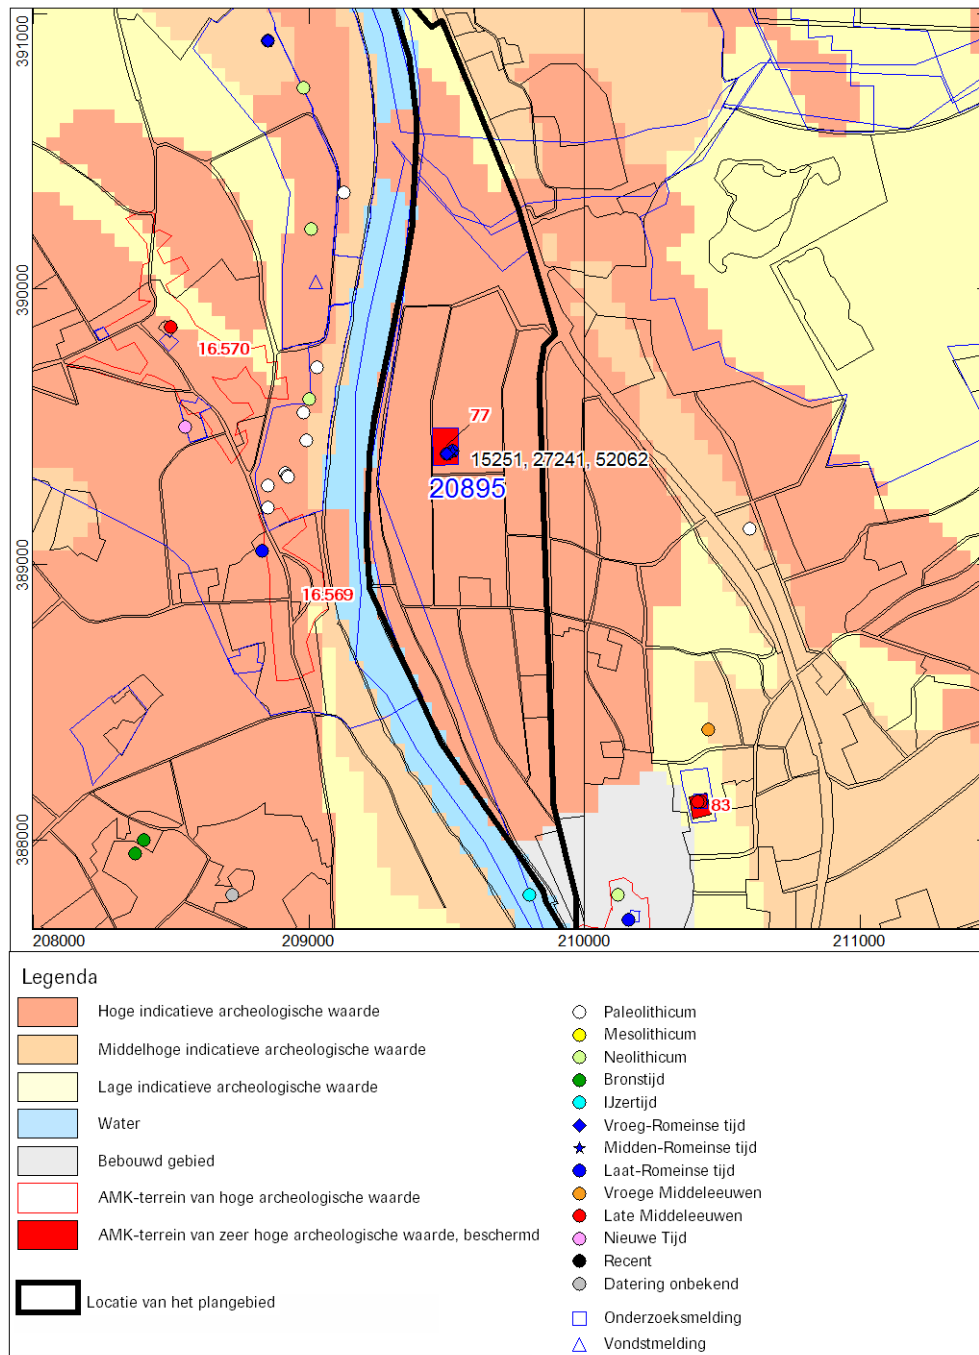 391000
390000
16.570
77
15251, 27241, 52062
20895
389000
16.569
83
388000
208000
209000
210000
211000
Legenda
Hoge indicatieve archeologische waarde
Middelhoge indicatieve archeologische waarde
Lage indicatieve archeologische waarde
Water
Bebouwd gebied
AMK-terrein van hoge archeologische waarde
AMK-terrein van zeer hoge archeologische waarde, beschermd
Locatie van het plangebied
Paleolithicum
Mesolithicum
Neolithicum
Bronstijd
IJzertijd
Vroeg-Romeinse tijd
Midden-Romeinse tijd
Laat-Romeinse tijd
Vroege Middeleeuwen
Late Middeleeuwen
Nieuwe Tijd
Recent
Datering onbekend
Onderzoeksmelding
Vondstmelding